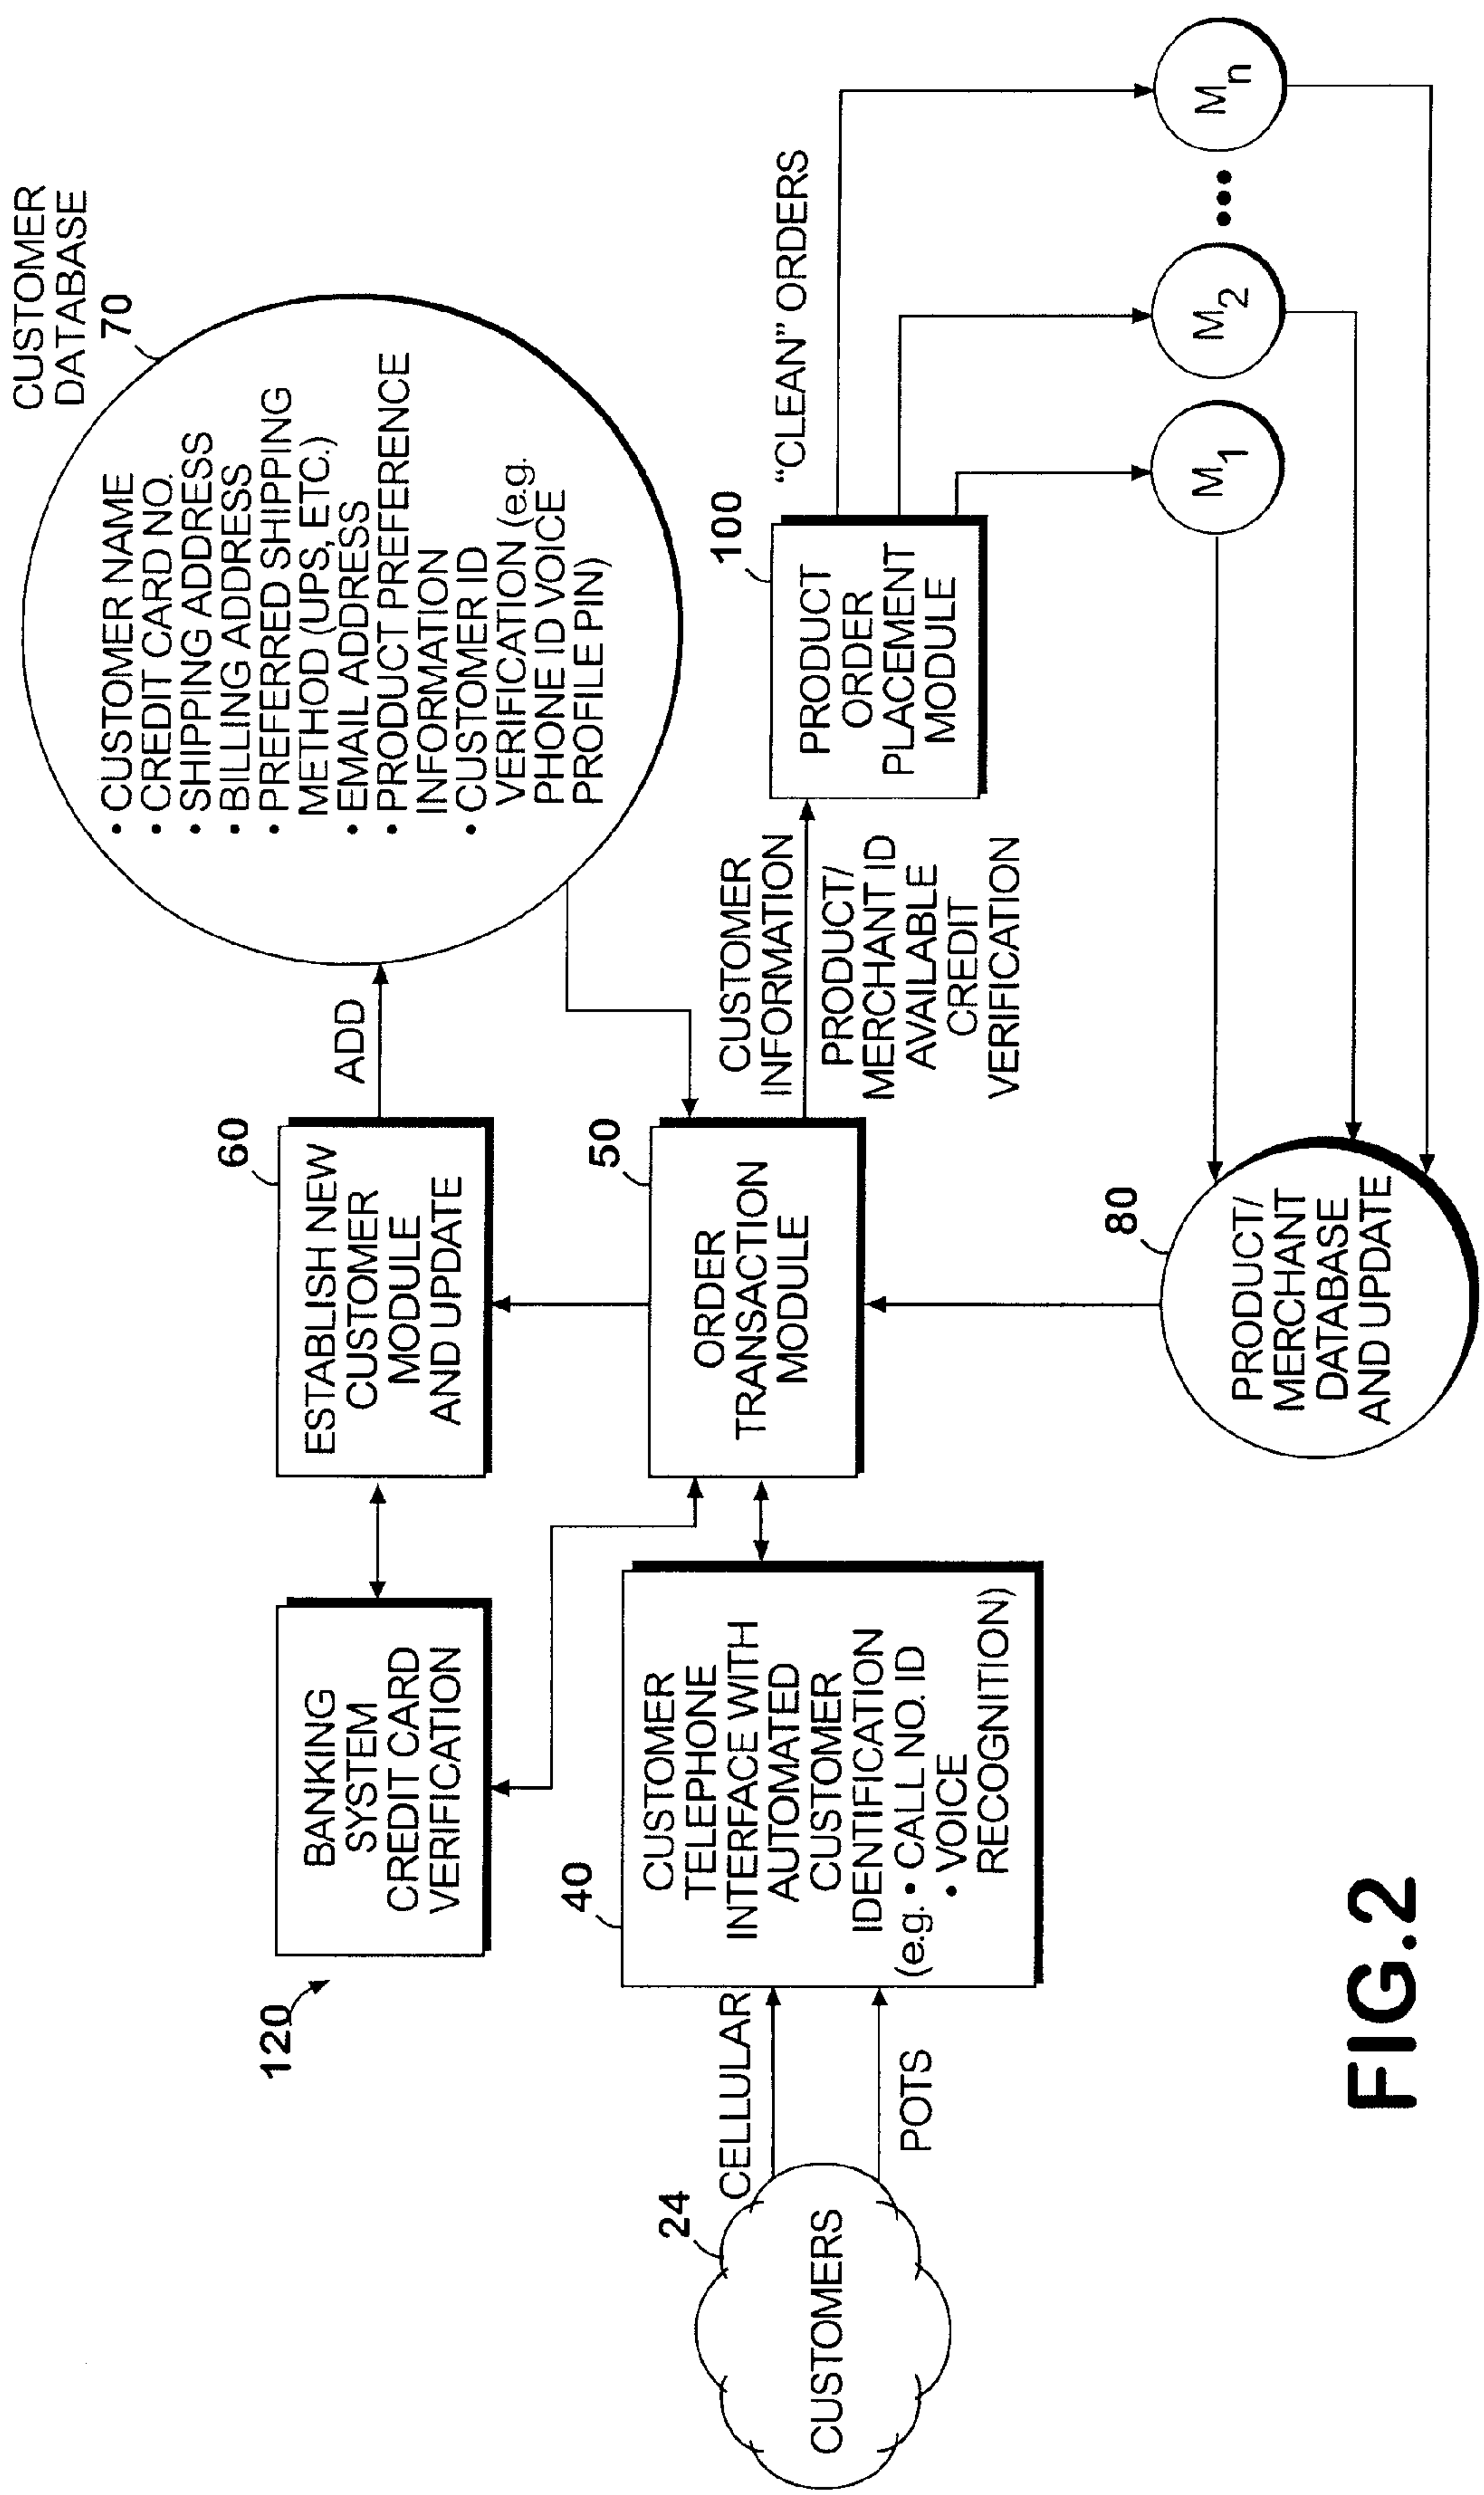 CUSTOMER
DATABASE
70
• CUSTOMER NAME
• CREDIT CARD NO.
• SHIPPING ADDRESS
• BILLING ADDRESS
• PREFERRED SHIPPING
METHOD (UPS, ETC.)
• EMAIL ADDRESS
• PRODUCT PREFERENCE
INFORMATION
• CUSTOMER ID
VERIFICATION (e.g.
PHONE ID VOICE
PROFILE PIN)
120
BANKING
SYSTEM
CREDIT CARD
VERIFICATION
60
ESTABLISH NEW
CUSTOMER
MODULE
AND UPDATE
ADD
24
CUSTOMERS
CELLULAR
POTS
40
CUSTOMER
TELEPHONE
INTERFACE WITH
AUTOMATED
CUSTOMER
IDENTIFICATION
(e.g. • CALL NO. ID
• VOICE
RECOGNITION)
50
ORDER
TRANSACTION
MODULE
CUSTOMER
INFORMATION
PRODUCT/
MERCHANT ID
AVAILABLE
CREDIT
VERIFICATION
100
PRODUCT
ORDER
PLACEMENT
MODULE
“CLEAN” ORDERS
M1
M2
•••
Mn
80
PRODUCT/
MERCHANT
DATABASE
AND UPDATE
FIG.2